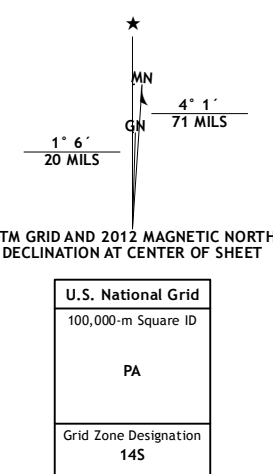 MN
4° 1´
71 MILS
GN
1° 6´
20 MILS
TM GRID AND 2012 MAGNETIC NORTH
DECLINATION AT CENTER OF SHEET
U.S. National Grid
100,000-m Square ID
PA
Grid Zone Designation
14S